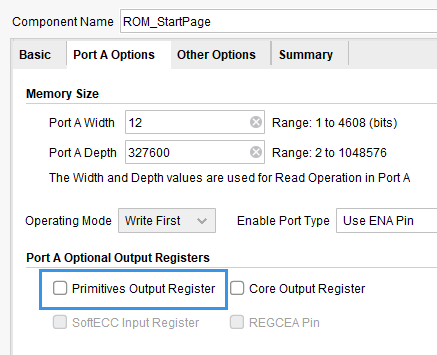 Component Name ROM_StartPage
Basic Port A Options Other Options Summary
Memory Size
Port A Width 12 Range: 1 to 4608 (bits)
Port A Depth 327600 Range: 2 to 1048576
The Width and Depth values are used for Read Operation in Port A
Operating Mode Write First Enable Port Type Use ENA Pin
Port A Optional Output Registers
Primitives Output Register Core Output Register
SoftECC Input Register REGCEA Pin